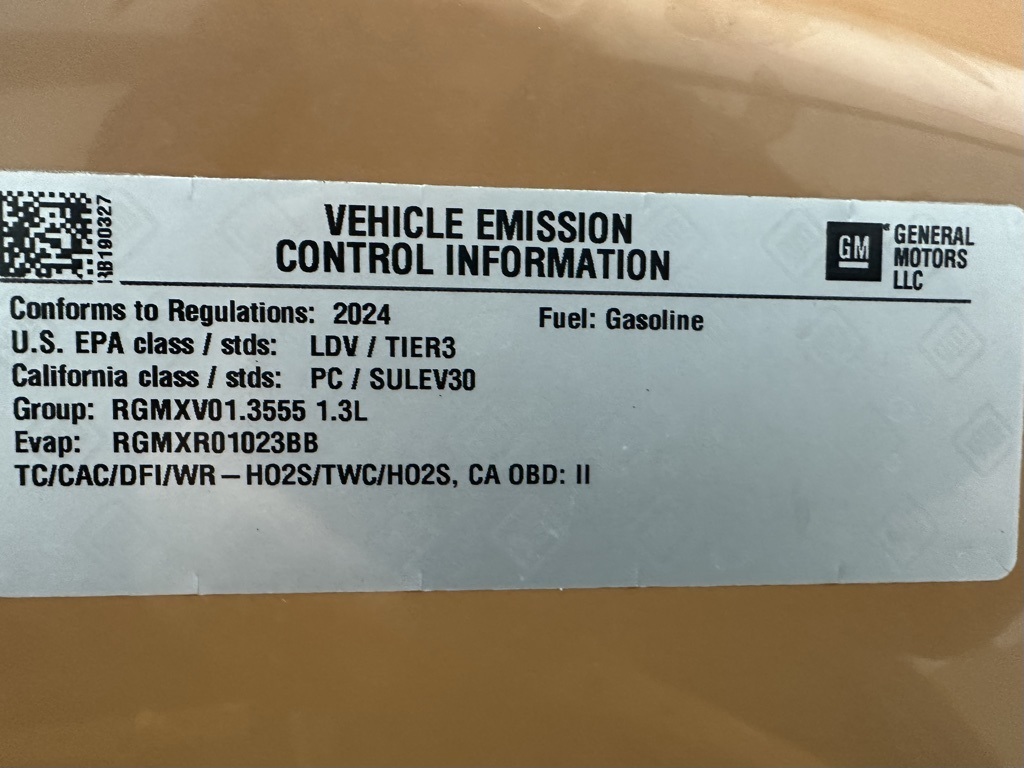 RB190327
VEHICLE EMISSION
CONTROL INFORMATION
GM
GENERAL
MOTORS
LLC
Conforms to Regulations: 2024 Fuel: Gasoline
U.S. EPA class / stds: LDV / TIER3
California class / stds: PC / SULEV30
Group: RGMXV01.3555 1.3L
Evap: RGMXR01023BB
TC/CAC/DFI/WR–HO2S/TWC/HO2S, CA OBD: II